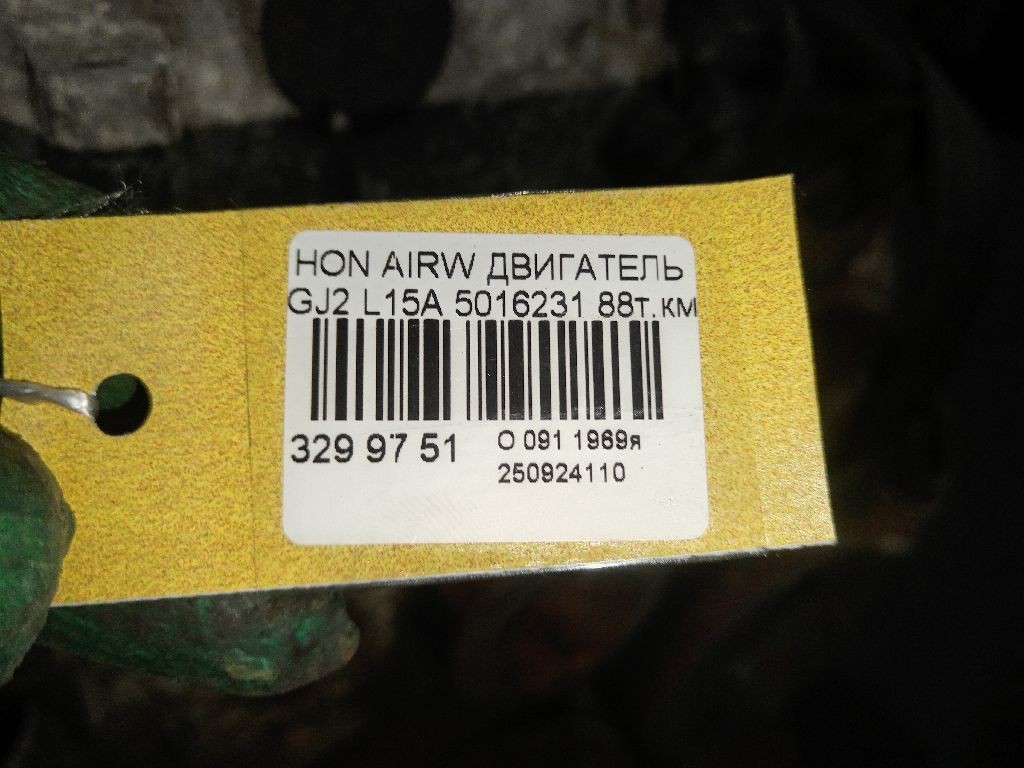 HON AIRW ДВИГАТЕЛЬ
GJ2 L15A 5016231 88т.км
329 97 51
О 091 1969я
250924110